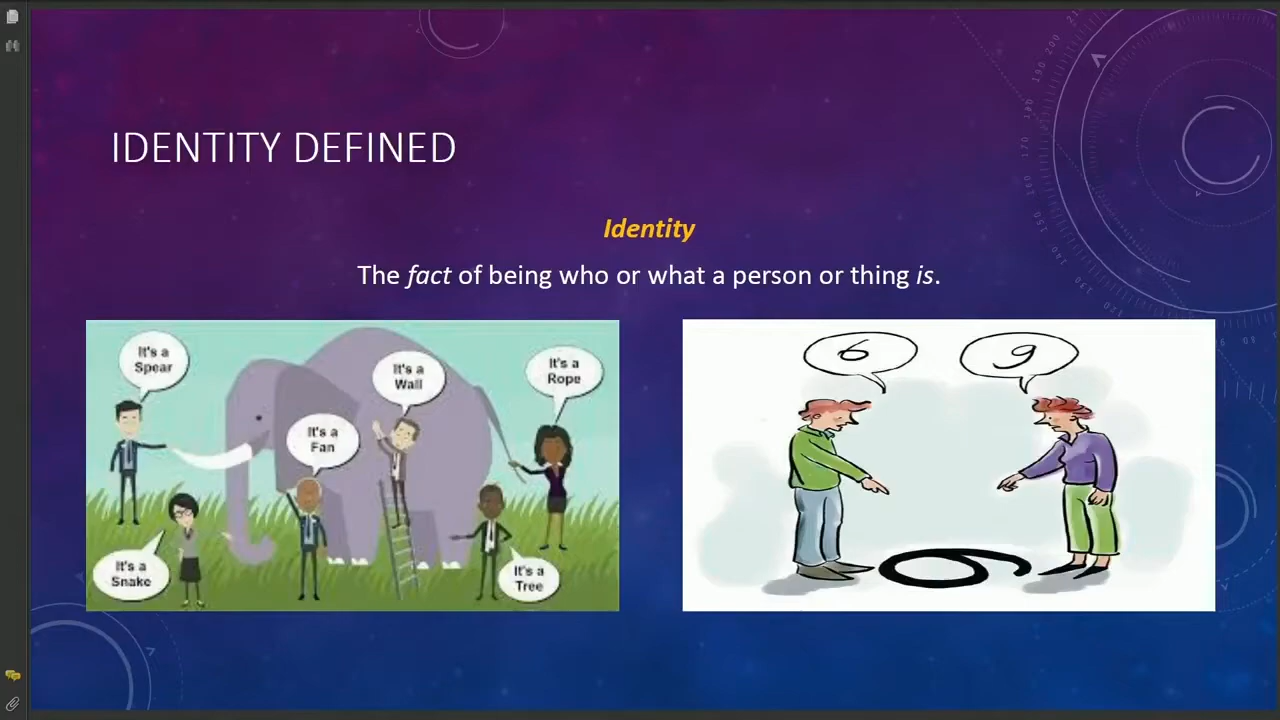 IDENTITY DEFINED
Identity
The fact of being who or what a person or thing is.
It's a
Spear
It's a
Wall
It's a
Rope
It's a
Fan
It's a
Snake
It's a
Tree
6
9
6